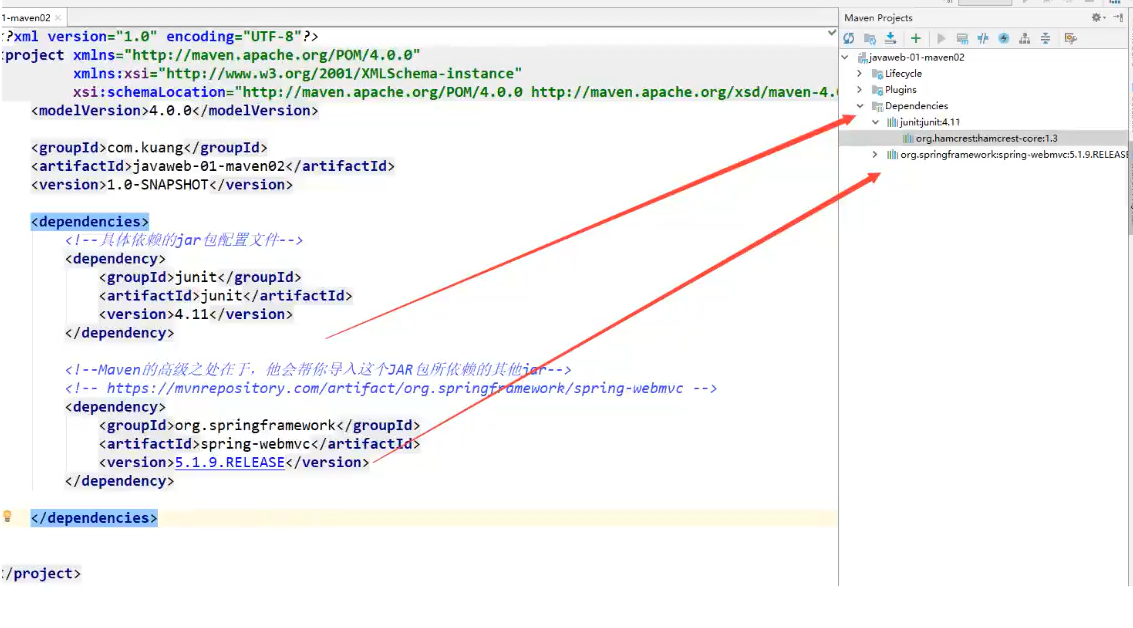 1-maven02
?xml version="1.0" encoding="UTF-8"?>
project xmlns="http://maven.apache.org/POM/4.0.0"
xmlns:xsi="http://www.w3.org/2001/XMLSchema-instance"
xsi:schemaLocation="http://maven.apache.org/POM/4.0.0 http://maven.apache.org/xsd/maven-4.
<modelVersion>4.0.0</modelVersion>
<groupId>com.kuang</groupId>
<artifactId>javaweb-01-maven02</artifactId>
<version>1.0-SNAPSHOT</version>
<dependencies>
<!--具体依赖的jar包配置文件-->
<dependency>
<groupId>junit</groupId>
<artifactId>junit</artifactId>
<version>4.11</version>
</dependency>
<!--Maven的高级之处在于，他会帮你导入这个JAR包所依赖的其他jar-->
<!-- https://mvnrepository.com/artifact/org.springframework/spring-webmvc -->
<dependency>
<groupId>org.springframework</groupId>
<artifactId>spring-webmvc</artifactId>
<version>5.1.9.RELEASE</version>
</dependency>
</dependencies>
/project>
Maven Projects
javaweb-01-maven02
Lifecycle
Plugins
Dependencies
junit:junit:4.11
org.hamcrest:hamcrest-core:1.3
org.springframework:spring-webmvc:5.1.9.RELEASE